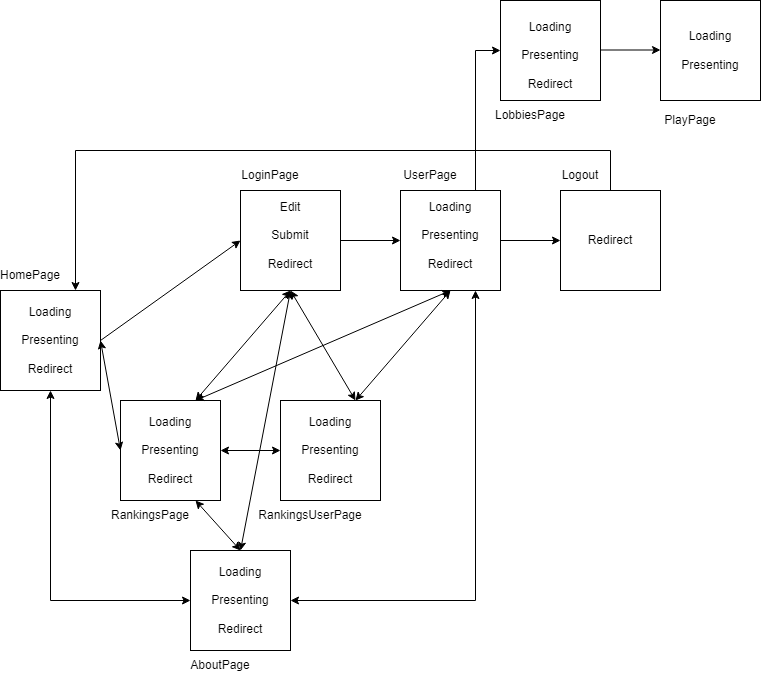 Loading
Presenting
Redirect
LobbiesPage
Loading
Presenting
PlayPage
LoginPage
Edit
Submit
Redirect
UserPage
Loading
Presenting
Redirect
Logout
Redirect
HomePage
Loading
Presenting
Redirect
Loading
Presenting
Redirect
RankingsPage
Loading
Presenting
Redirect
RankingsUserPage
Loading
Presenting
Redirect
AboutPage